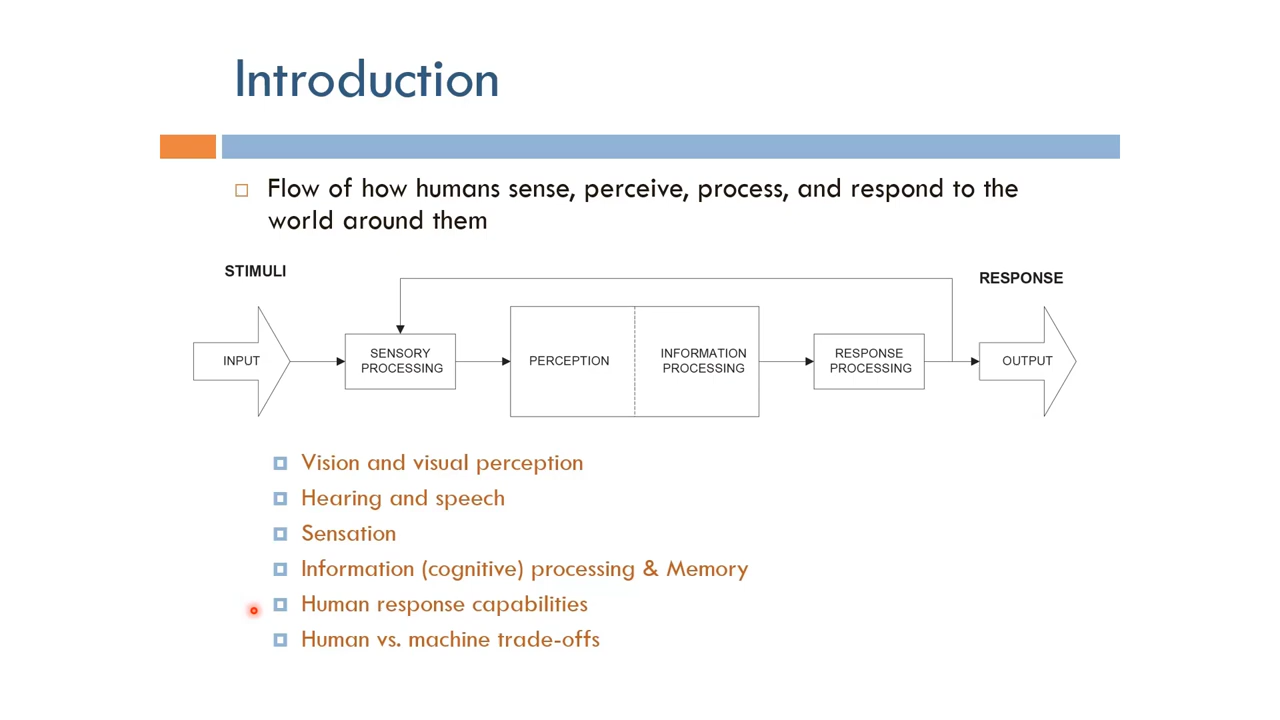 Introduction
Flow of how humans sense, perceive, process, and respond to the
world around them
STIMULI
RESPONSE
INPUT
SENSORY
PROCESSING
PERCEPTION
INFORMATION
PROCESSING
RESPONSE
PROCESSING
OUTPUT
Vision and visual perception
Hearing and speech
Sensation
Information (cognitive) processing & Memory
Human response capabilities
Human vs. machine trade-offs